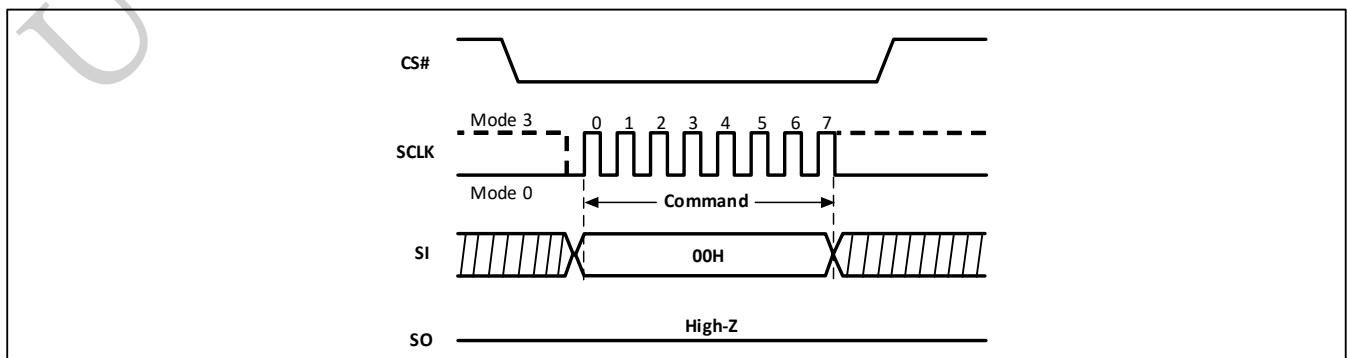 U
CS#
Mode 3
0 1 2 3 4 5 6 7
SCLK
Mode 0
Command
SI
00H
High-Z
SO